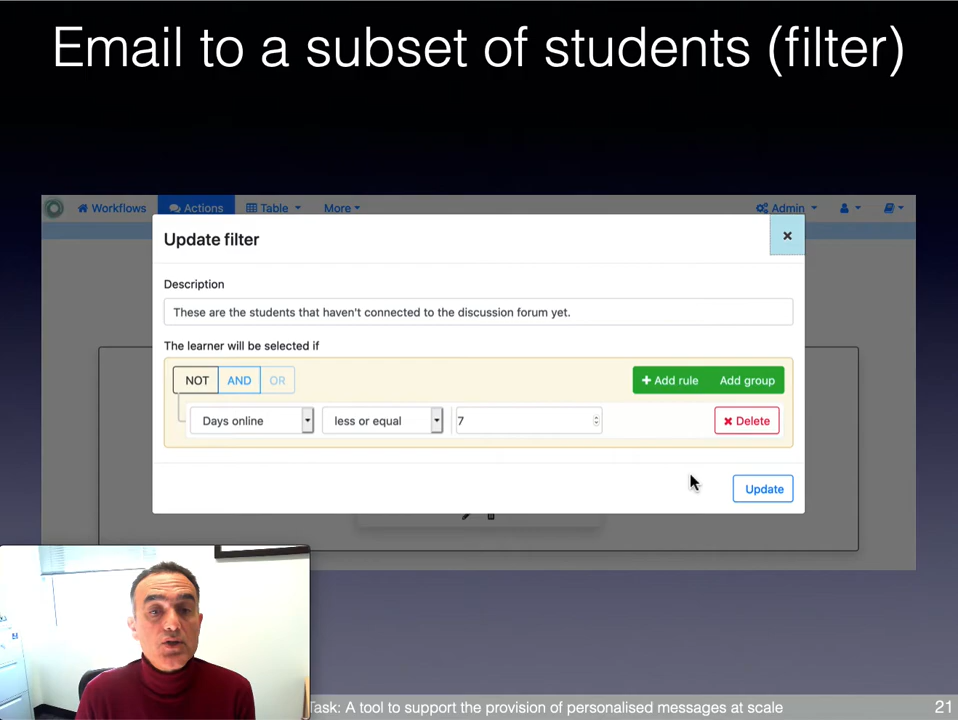 Email to a subset of students (filter)
Workflows Actions Table More Admin
Update filter
Description
These are the students that haven't connected to the discussion forum yet.
The learner will be selected if
NOT AND OR + Add rule Add group
Days online less or equal 7 Delete
Update
Task: A tool to support the provision of personalised messages at scale 21